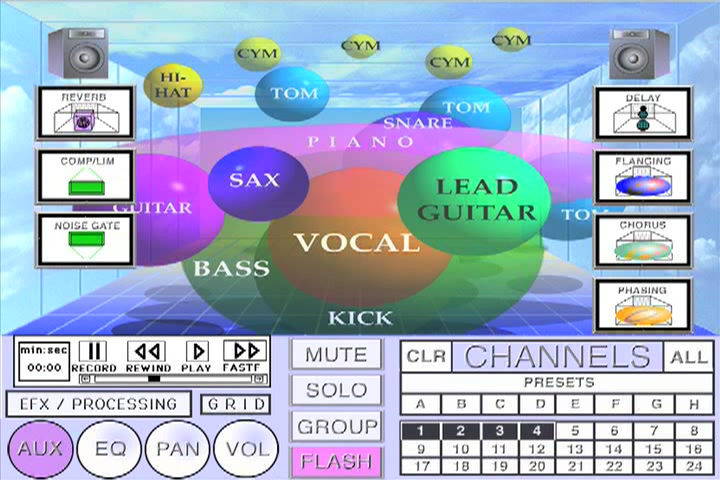 CYM
CYM
CYM
CYM
HI-
HAT
TOM
TOM
SNARE
PIANO
REVERB
DELAY
COMP/LIM
FLANGING
SAX
LEAD
GUITAR
GUITAR
TOM
NOISE GATE
CHORUS
VOCAL
BASS
KICK
PHASING
min:sec
00:00
RECORD REWIND PLAY FASTF
EFX / PROCESSING
GRID
AUX EQ PAN VOL
MUTE
SOLO
GROUP
FLASH
CLR CHANNELS ALL
PRESETS
A B C D E F G H
1 2 3 4 5 6 7 8
9 10 11 12 13 14 15 16
17 18 19 20 21 22 23 24